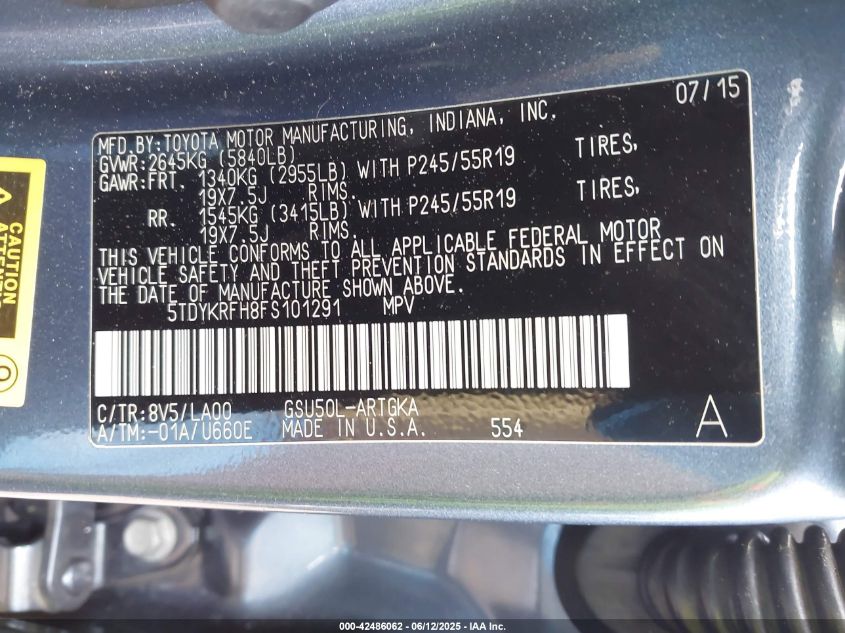 07/15
MFD.BY:TOYOTA MOTOR MANUFACTURING, INDIANA, INC.
GVWR:2645KG (5840LB)
GAWR:FRT. 1340KG (2955LB) WITH P245/55R19 TIRES,
19X7.5J RIMS.
RR. 1545KG (3415LB) WITH P245/55R19 TIRES,
19X7.5J RIMS.
THIS VEHICLE CONFORMS TO ALL APPLICABLE FEDERAL MOTOR
VEHICLE SAFETY AND THEFT PREVENTION STANDARDS IN EFFECT ON
THE DATE OF MANUFACTURE SHOWN ABOVE.
5TDYKRFH8FS101291 MPV
C/TR:8V5/LA00 GSU50L-ARTGKA
A/TM:-01A/U660E MADE IN U.S.A. 554
A
CAUTION
000-42486062 - 06/12/2025 - IAA Inc.